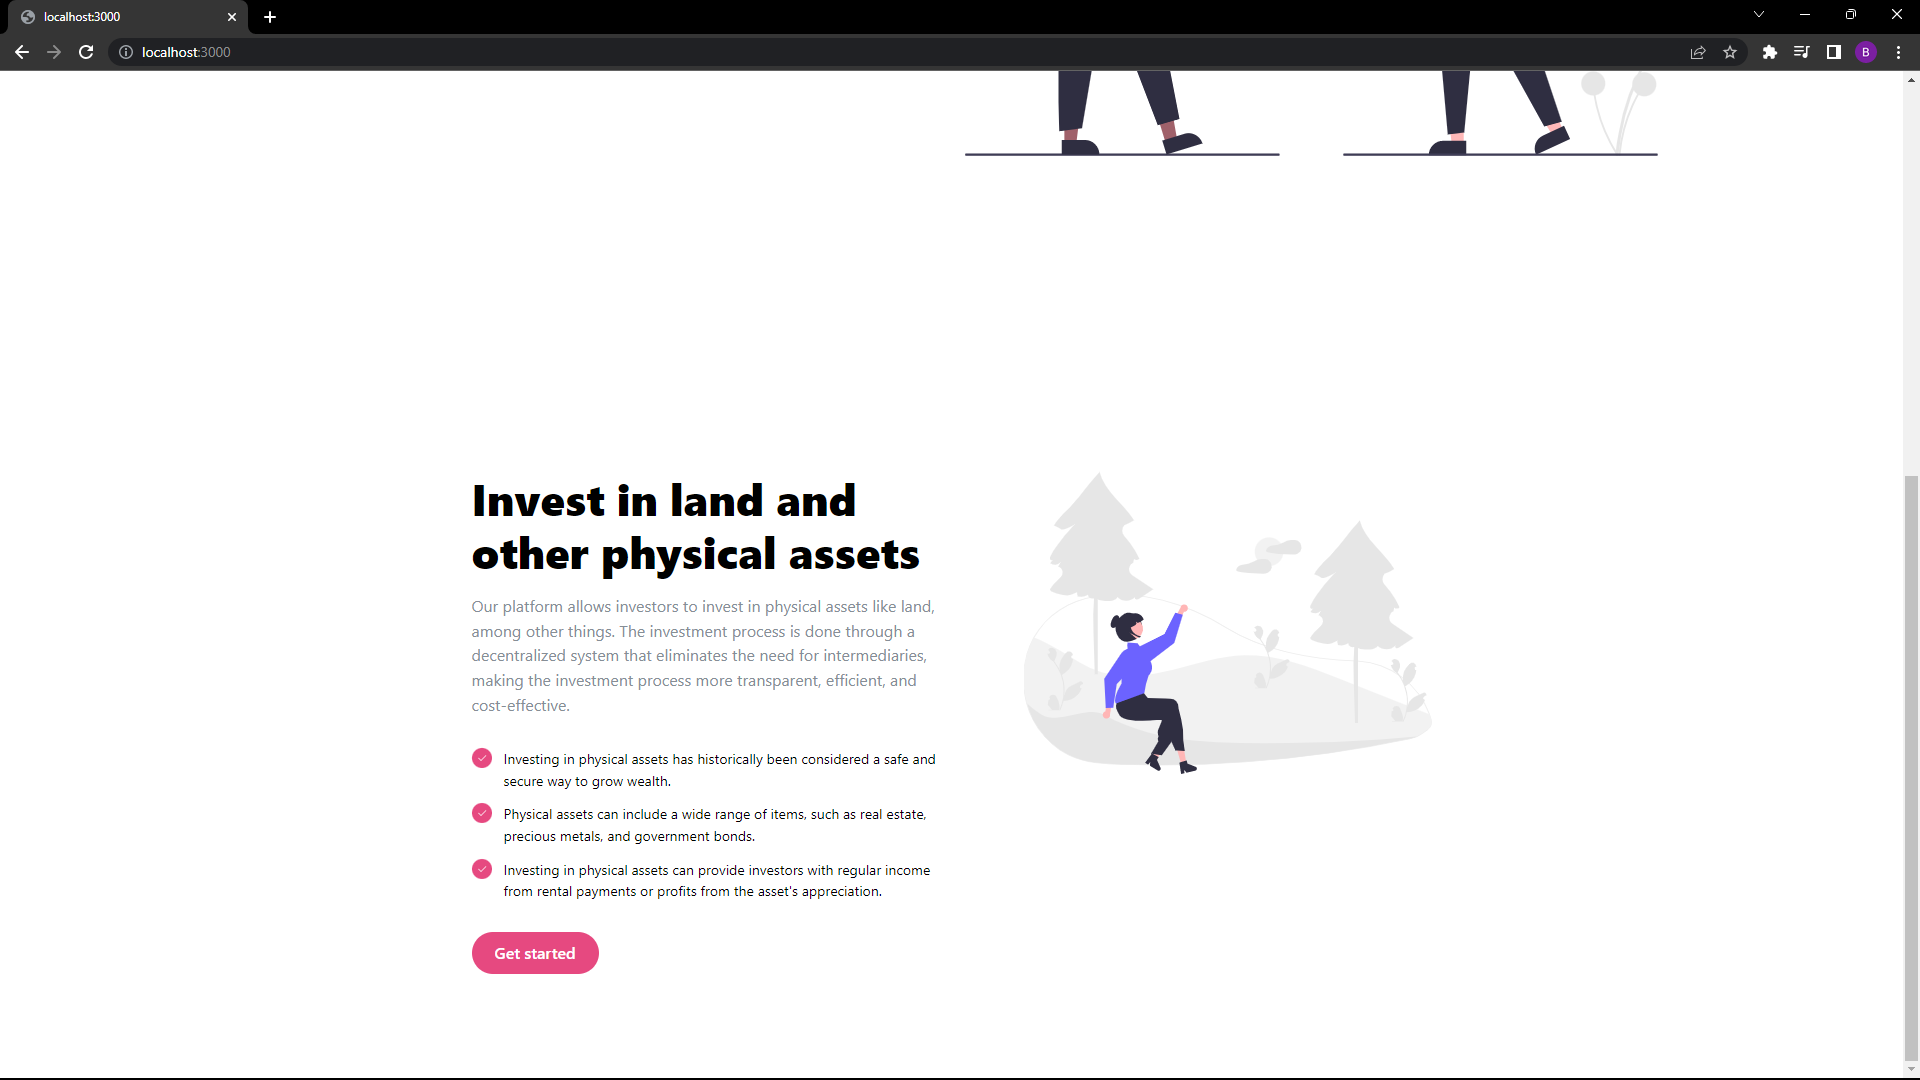 localhost:3000
localhost:3000
B
Invest in land and
other physical assets
Our platform allows investors to invest in physical assets like land,
among other things. The investment process is done through a
decentralized system that eliminates the need for intermediaries,
making the investment process more transparent, efficient, and
cost-effective.
Investing in physical assets has historically been considered a safe and
secure way to grow wealth.
Physical assets can include a wide range of items, such as real estate,
precious metals, and government bonds.
Investing in physical assets can provide investors with regular income
from rental payments or profits from the asset's appreciation.
Get started